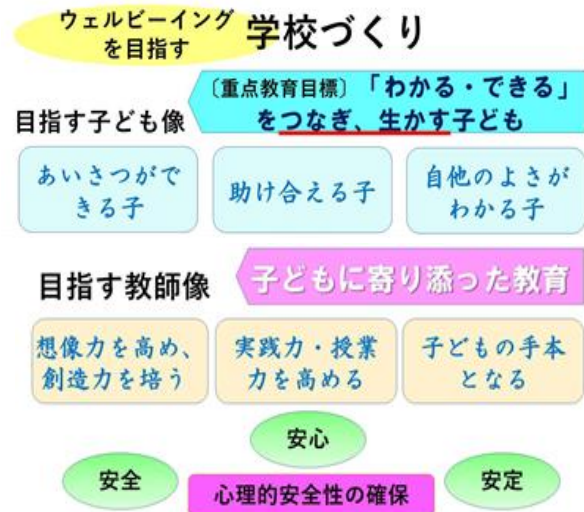 ウェルビーイング
を目指す
学校づくり
〔重点教育目標〕「わかる・できる」
をつなぎ、生かす子ども
目指す子ども像
あいさつがで
きる子
助け合える子
自他のよさが
わかる子
目指す教師像
子どもに寄り添った教育
想像力を高め、
創造力を培う
実践力・授業
力を高める
子どもの手本
となる
安心
安全
安定
心理的安全性の確保